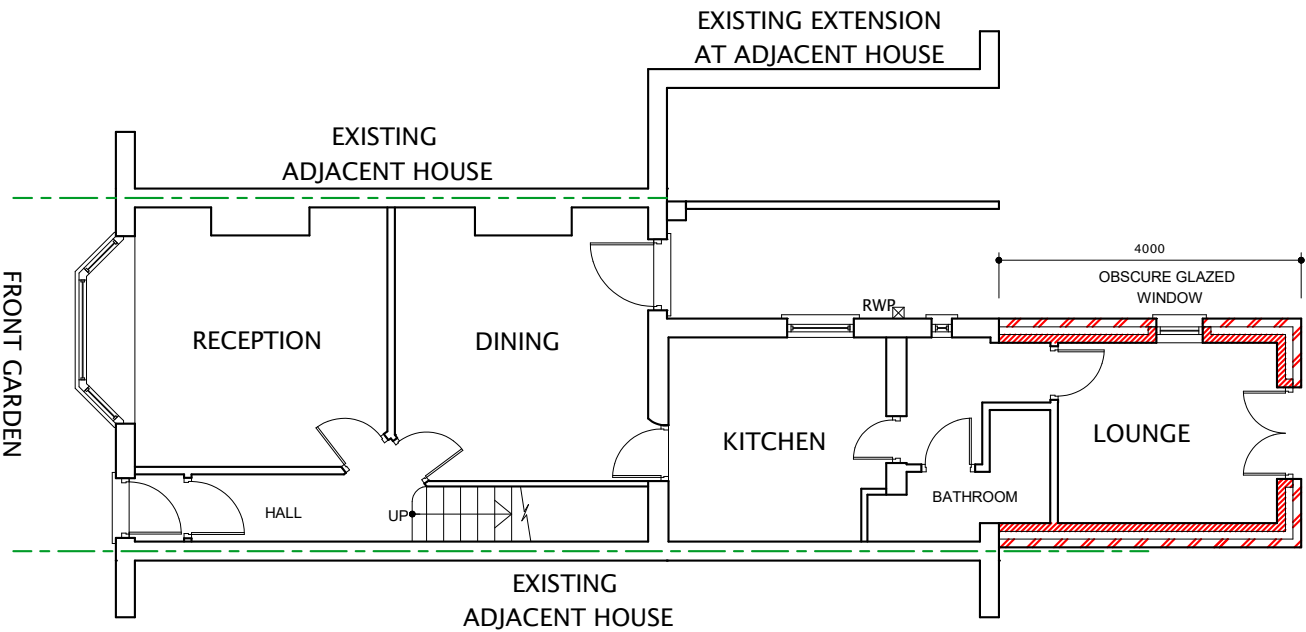 EXISTING EXTENSION
AT ADJACENT HOUSE
EXISTING
ADJACENT HOUSE
4000
OBSCURE GLAZED
WINDOW
FRONT GARDEN
RWP
RECEPTION
DINING
KITCHEN
LOUNGE
BATHROOM
HALL
UP
EXISTING
ADJACENT HOUSE